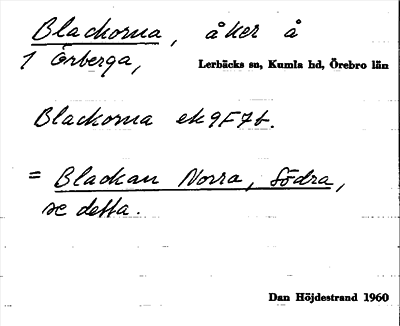 Blackorna, åker å
1 Örberga,
Lerbäcks sn, Kumla hd, Örebro län
Blackorna ek 9F7b.
= Blackan Norra, Södra,
se detta.
Dan Höjdestrand 1960